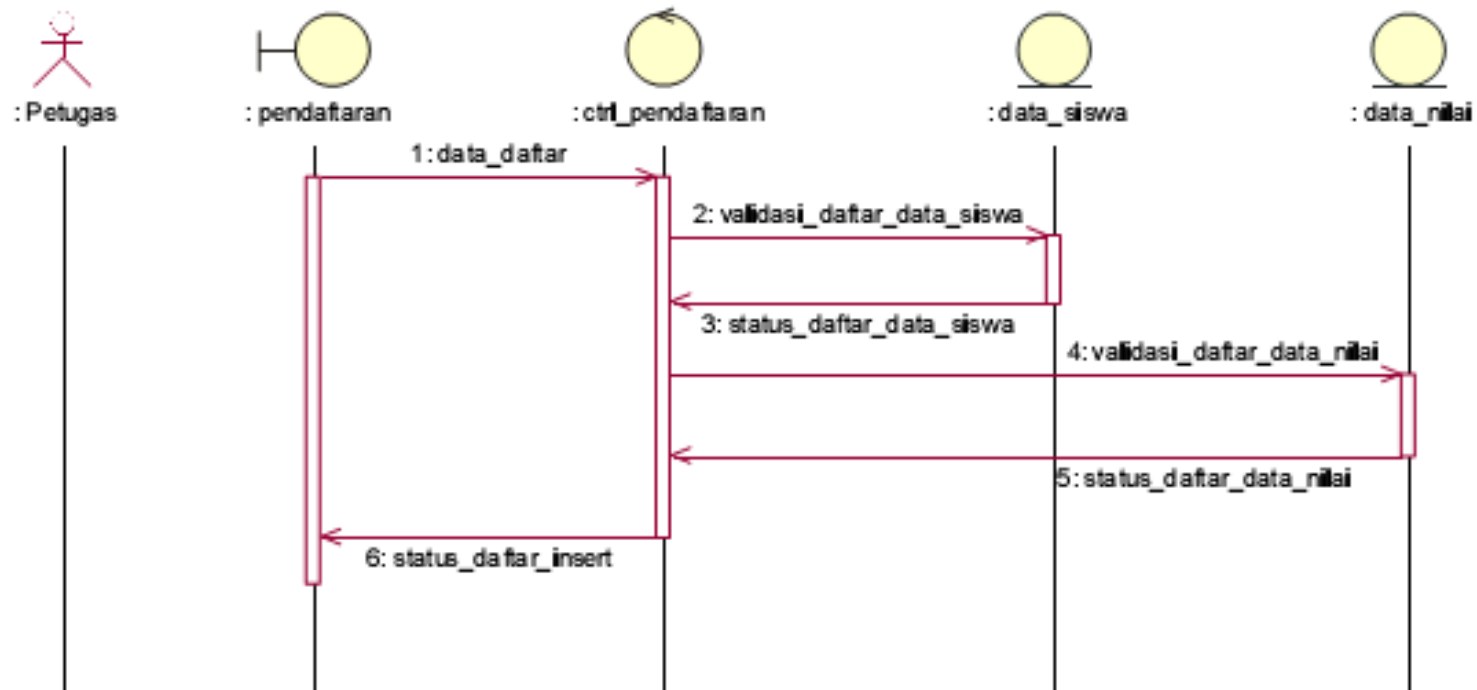 : Petugas
: pendaftaran
: ctrl_pendaftaran
: data_siswa
: data_nilai
1: data_daftar
2: validasi_daftar_data_siswa
3: status_daftar_data_siswa
4: validasi_daftar_data_nilai
5: status_daftar_data_nilai
6: status_daftar_insert